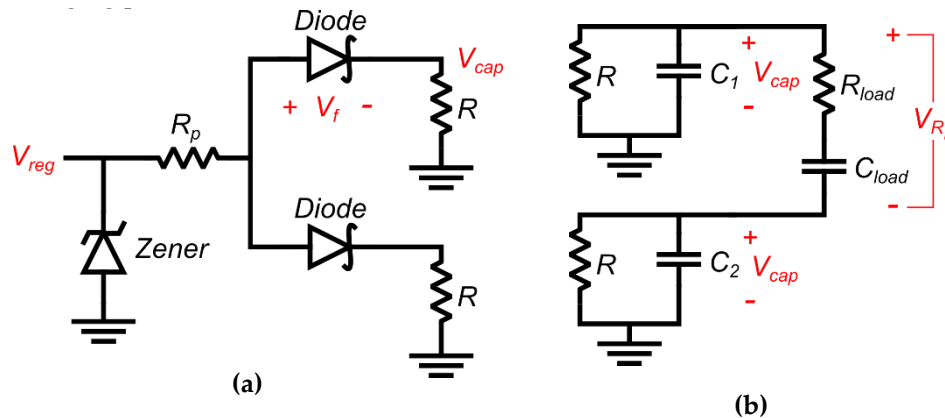 Diode
V_cap
+ V_f -
R
R_p
V_reg
Diode
Zener
R
(a)
+
+
R
C_1
V_cap
R_load
-
V_R
C_load
-
+
R
C_2
V_cap
-
(b)